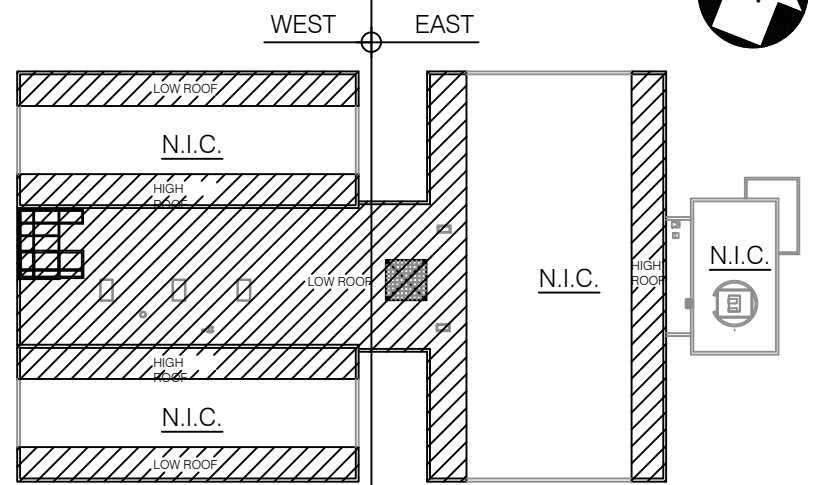 WEST EAST
LOW ROOF
N.I.C.
HIGH
ROOF
LOW ROOF
N.I.C.
HIGH
ROOF
N.I.C.
HIGH
ROOF
N.I.C.
LOW ROOF